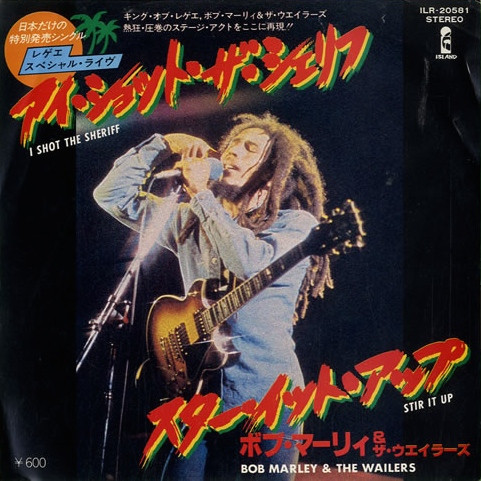 日本だけの
特別発売シングル
レゲエ
スペシャル・ライヴ
キング・オブ・レゲエ,ボブ・マーリィ&ザ・ウエイラーズ
熱狂・圧巻のステージ・アクトをここに再現!!
ILR-20581
STEREO
ISLAND
アイ・ショット・ザ・シェリフ
I SHOT THE SHERIFF
スター・イット・アップ
STIR IT UP
ボブ・マーリィ&ザ・ウエイラーズ
BOB MARLEY & THE WAILERS
¥600